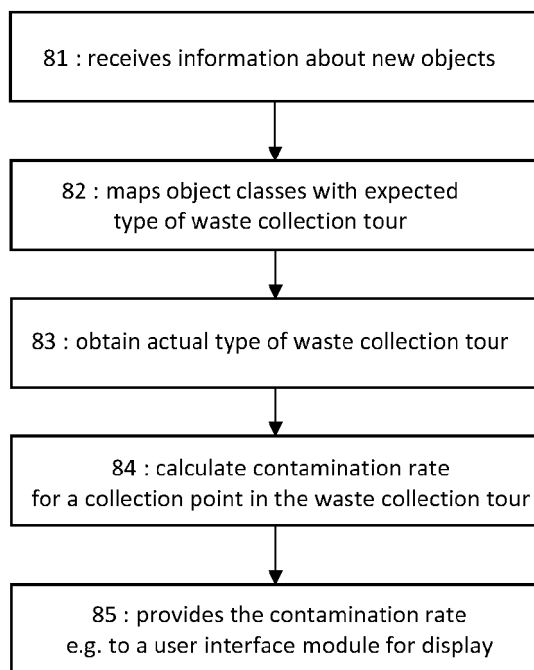 81 : receives information about new objects
82 : maps object classes with expected
type of waste collection tour
83 : obtain actual type of waste collection tour
84 : calculate contamination rate
for a collection point in the waste collection tour
85 : provides the contamination rate
e.g. to a user interface module for display